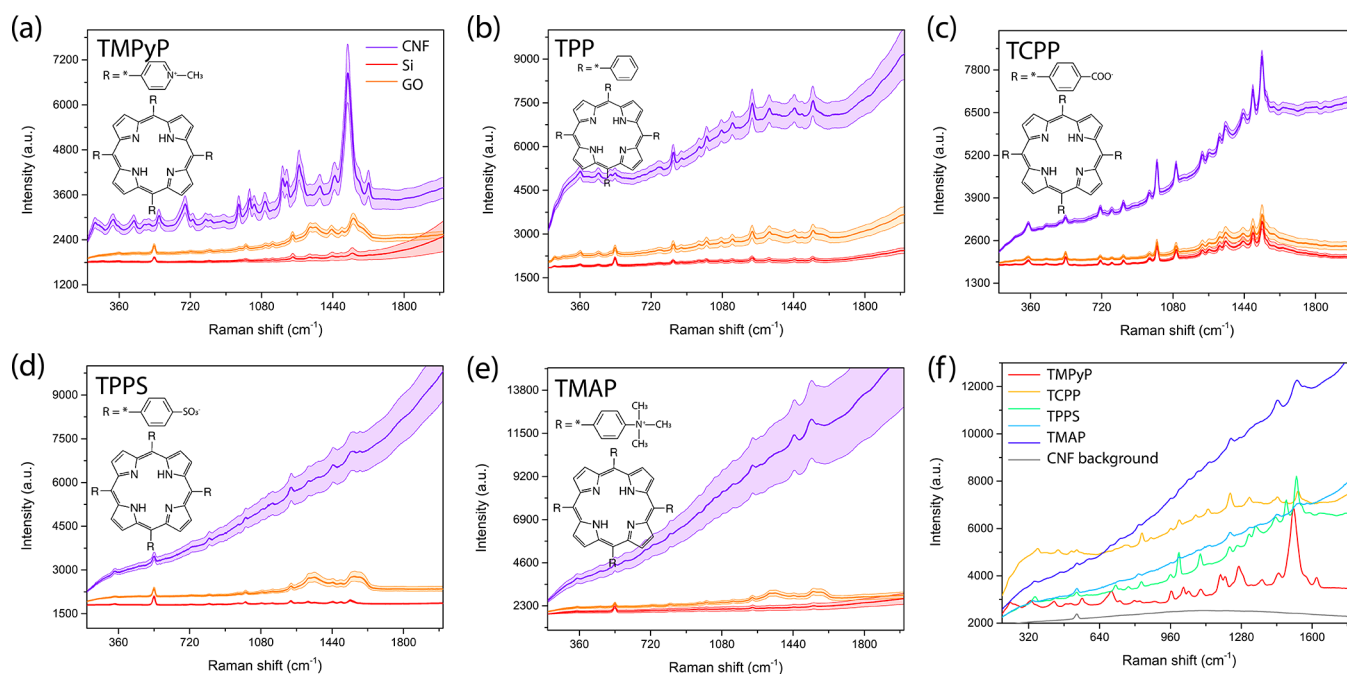 (a)
TMPyP
CNF
Si
GO
R = *
N⁺
CH₃
R
N
HN
R
R
NH
N
R
7200
6000
4800
3600
2400
1200
360
720
1080
1440
1800
Intensity (a.u.)
Raman shift (cm⁻¹)
(b)
TPP
R = *
R
N
HN
R
R
NH
N
R
9000
7500
6000
4500
3000
1500
360
720
1080
1440
1800
Intensity (a.u.)
Raman shift (cm⁻¹)
(c)
TCPP
R = *
COO⁻
R
N
HN
R
R
NH
N
R
7800
6500
5200
3900
2600
1300
360
720
1080
1440
1800
Intensity (a.u.)
Raman shift (cm⁻¹)
(d)
TPPS
R = *
SO₃⁻
R
N
HN
R
R
NH
N
R
9000
7500
6000
4500
3000
1500
360
720
1080
1440
1800
Intensity (a.u.)
Raman shift (cm⁻¹)
(e)
TMAP
R = *
CH₃
N⁺
CH₃
CH₃
R
N
HN
R
R
NH
N
R
13800
11500
9200
6900
4600
2300
360
720
1080
1440
1800
Intensity (a.u.)
Raman shift (cm⁻¹)
(f)
TMPyP
TCPP
TPPS
TPPS
TMAP
CNF background
12000
10000
8000
6000
4000
2000
320
640
960
1280
1600
Intensity (a.u.)
Raman shift (cm⁻¹)